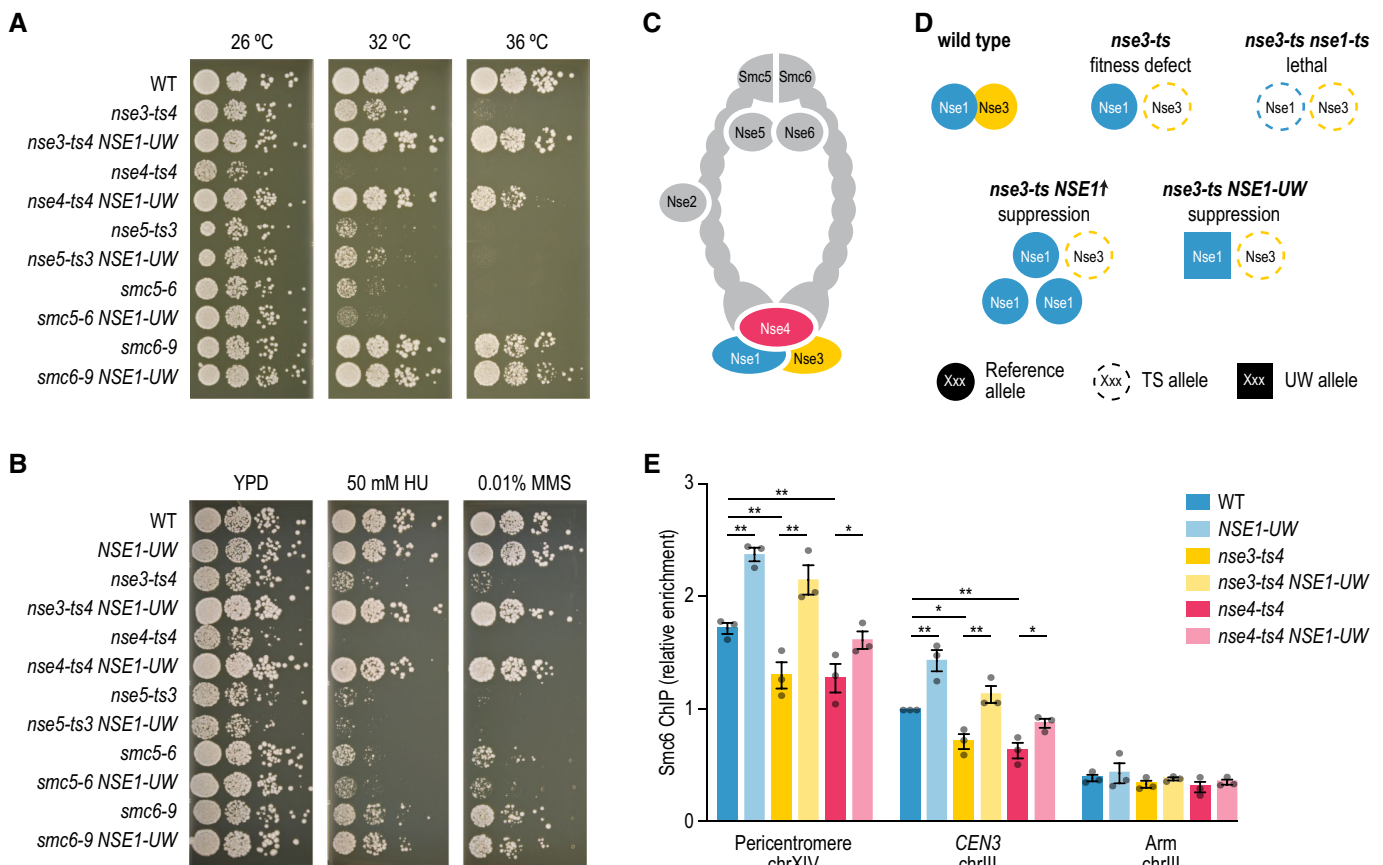 A
26 ºC 32 ºC 36 ºC
WT
nse3-ts4
nse3-ts4 NSE1-UW
nse4-ts4
nse4-ts4 NSE1-UW
nse5-ts3
nse5-ts3 NSE1-UW
smc5-6
smc5-6 NSE1-UW
smc6-9
smc6-9 NSE1-UW
B
YPD 50 mM HU 0.01% MMS
WT
NSE1-UW
nse3-ts4
nse3-ts4 NSE1-UW
nse4-ts4
nse4-ts4 NSE1-UW
nse5-ts3
nse5-ts3 NSE1-UW
smc5-6
smc5-6 NSE1-UW
smc6-9
smc6-9 NSE1-UW
C
Smc5 Smc6
Nse5 Nse6
Nse2
Nse4
Nse1 Nse3
D
wild type nse3-ts nse3-ts nse1-ts
fitness defect lethal
Nse1 Nse3 Nse1 Nse3 Nse1 Nse3
nse3-ts NSE1↑ nse3-ts NSE1-UW
suppression suppression
Nse1 Nse3 Nse1 Nse3
Nse1 Nse1
Xxx Reference allele Xxx TS allele Xxx UW allele
E
Smc6 ChIP (relative enrichment)
3
2
1
0
** ** ** ** *
** * ** ** *
WT
NSE1-UW
nse3-ts4
nse3-ts4 NSE1-UW
nse4-ts4
nse4-ts4 NSE1-UW
Pericentromere CEN3 Arm
chrXIV chrIII chrIII